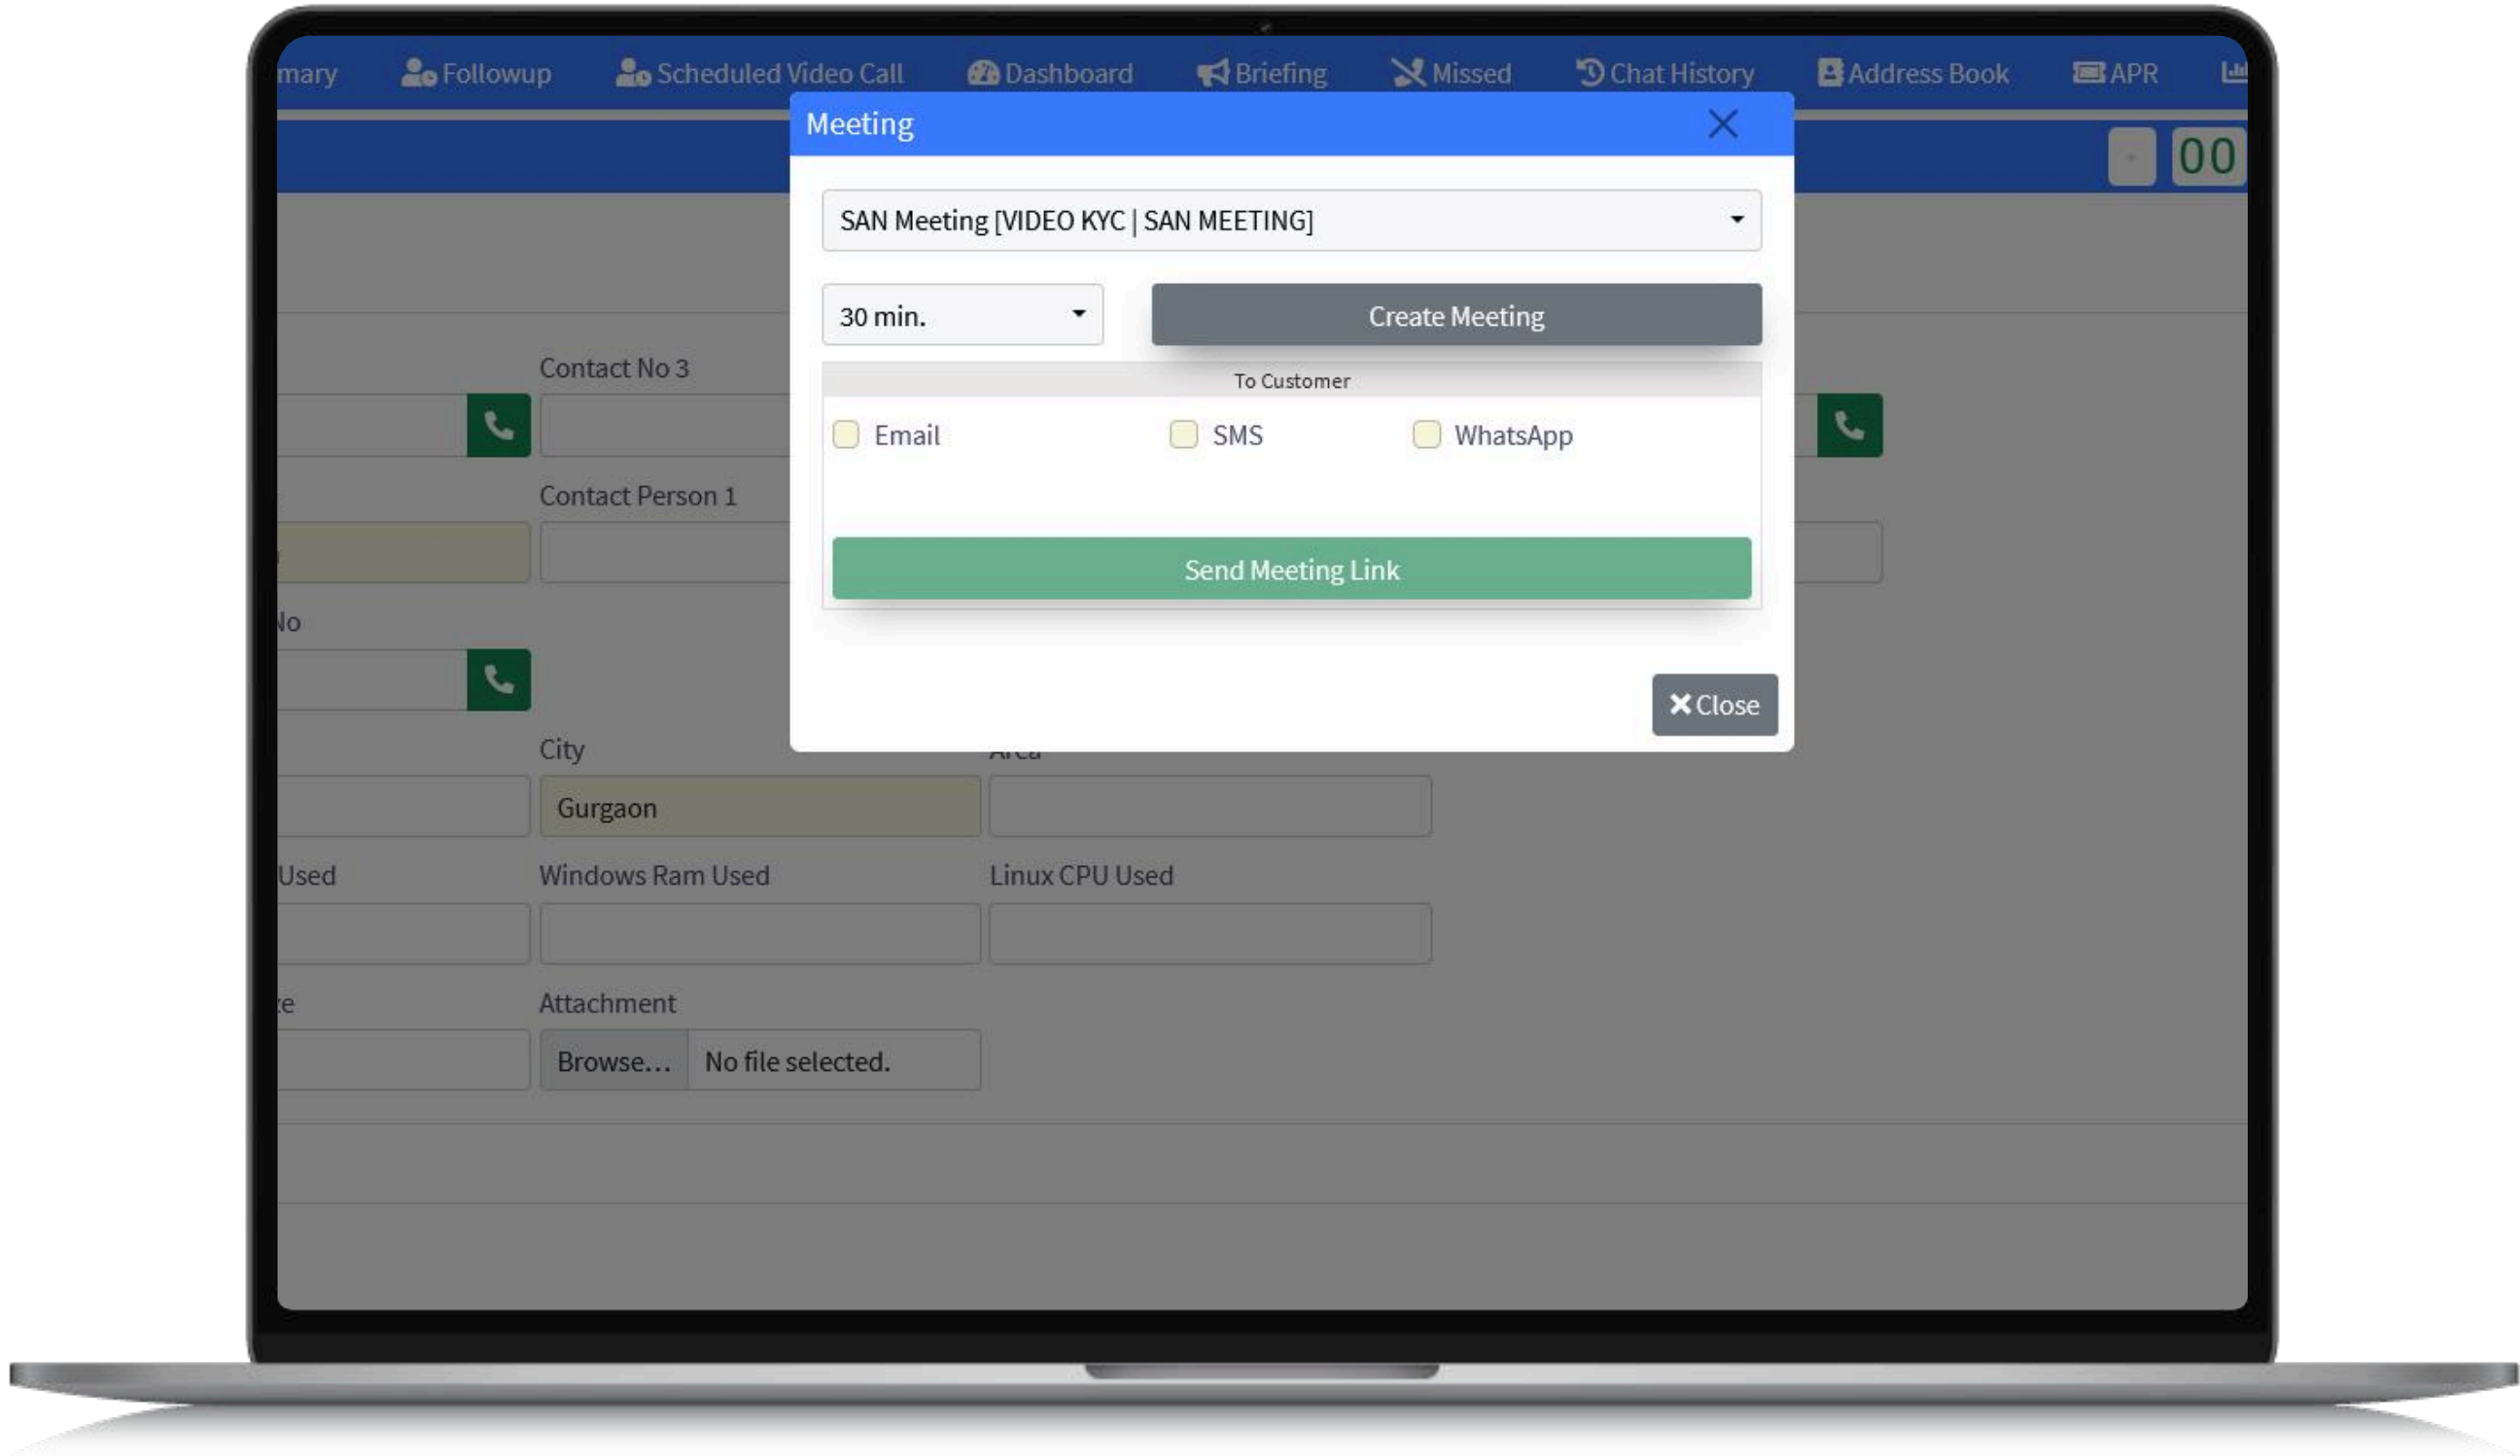 mary Followup Scheduled Video Call Dashboard Briefing Missed Chat History Address Book APR
Meeting
00
SAN Meeting [VIDEO KYC | SAN MEETING]
30 min. Create Meeting
To Customer
Email SMS WhatsApp
Send Meeting Link
Close
Contact No 3
Contact Person 1
No
City Area
Gurgaon
Used Windows Ram Used Linux CPU Used
Attachment
Browse... No file selected.